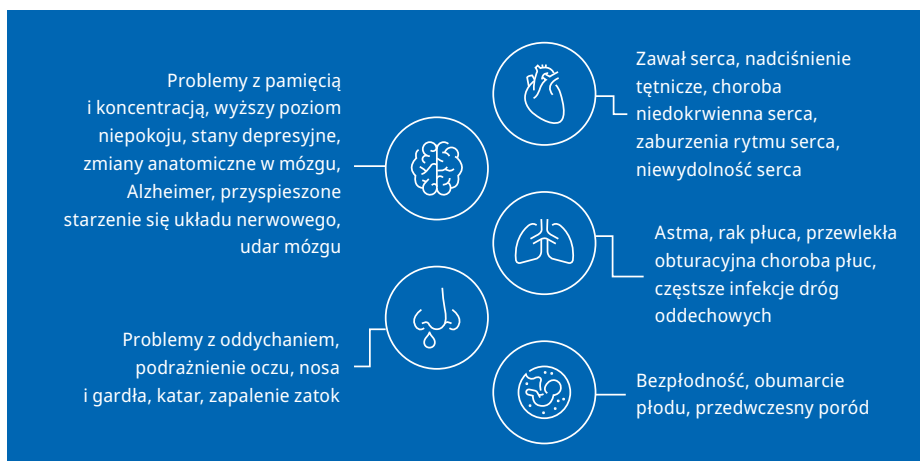 Problemy z pamięcią
i koncentracją, wyższy poziom
niepokoju, stany depresyjne,
zmiany anatomiczne w mózgu,
Alzheimer, przyspieszone
starzenie się układu nerwowego,
udar mózgu
Problemy z oddychaniem,
podrażnienie oczu, nosa
i gardła, katar, zapalenie zatok
Zawał serca, nadciśnienie
tętnicze, choroba
niedokrwienna serca,
zaburzenia rytmu serca,
niewydolność serca
Astma, rak płuca, przewlekła
obturacyjna choroba płuc,
częstsze infekcje dróg
oddechowych
Bezpłodność, obumarcie
płodu, przedwczesny poród